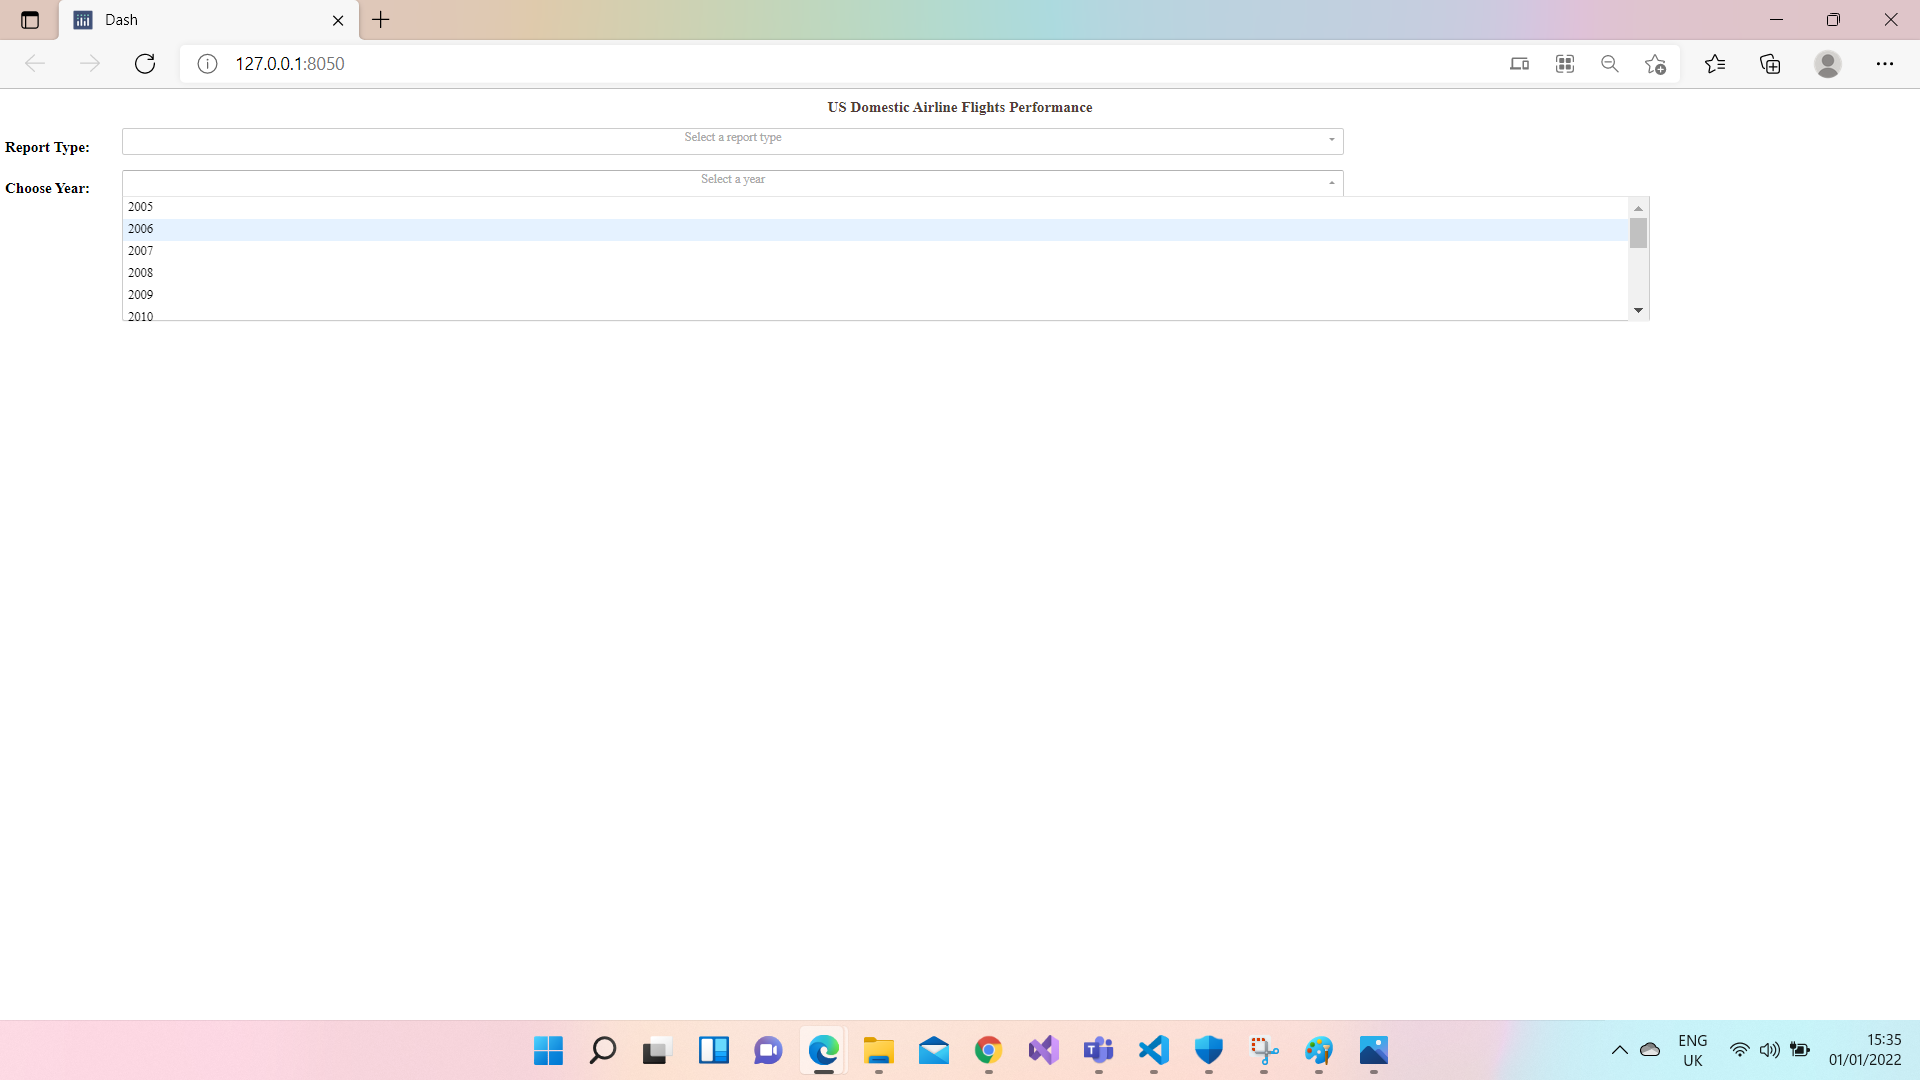 Dash
127.0.0.1:8050
US Domestic Airline Flights Performance
Report Type:
Select a report type
Choose Year:
Select a year
2005
2006
2007
2008
2009
2010
ENG
UK
15:35
01/01/2022